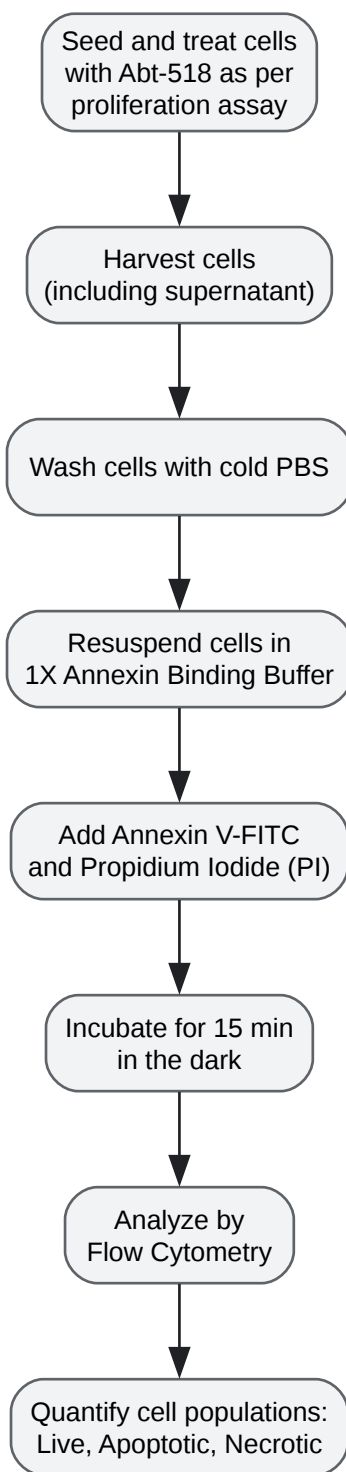 Seed and treat cells
with Abt-518 as per
proliferation assay
Harvest cells
(including supernatant)
Wash cells with cold PBS
Resuspend cells in
1X Annexin Binding Buffer
Add Annexin V-FITC
and Propidium Iodide (PI)
Incubate for 15 min
in the dark
Analyze by
Flow Cytometry
Quantify cell populations:
Live, Apoptotic, Necrotic